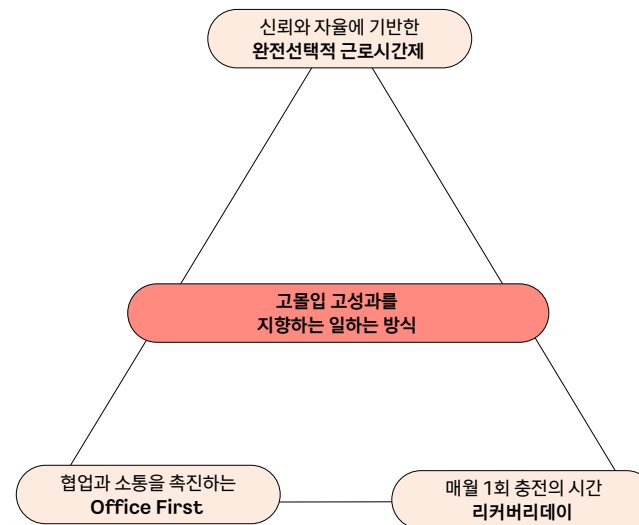 신뢰와 자율에 기반한
완전선택적 근로시간제
고몰입 고성과를
지향하는 일하는 방식
협업과 소통을 촉진하는
Office First
매월 1회 충전의 시간
리커버리데이